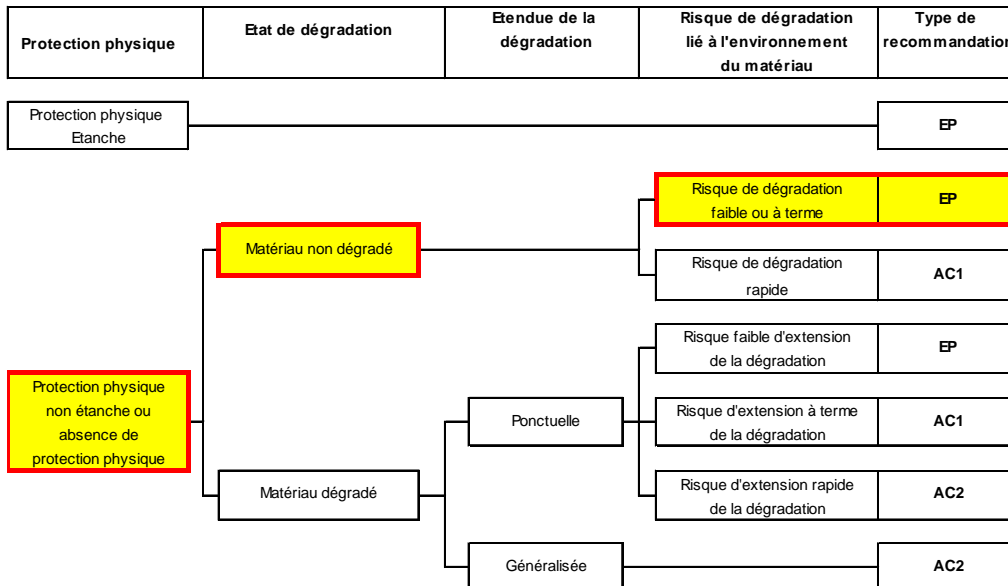 Protection physique
Etat de dégradation
Etendue de la
dégradation
Risque de dégradation
lié à l'environnement
du matériau
Type de
recommandation
Protection physique
Etanche
EP
Risque de dégradation
faible ou à terme
EP
Matériau non dégradé
Risque de dégradation
rapide
AC1
Risque faible d'extension
de la dégradation
EP
Protection physique
non étanche ou
absence de
protection physique
Ponctuelle
Risque d'extension à terme
de la dégradation
AC1
Matériau dégradé
Risque d'extension rapide
de la dégradation
AC2
Généralisée
AC2